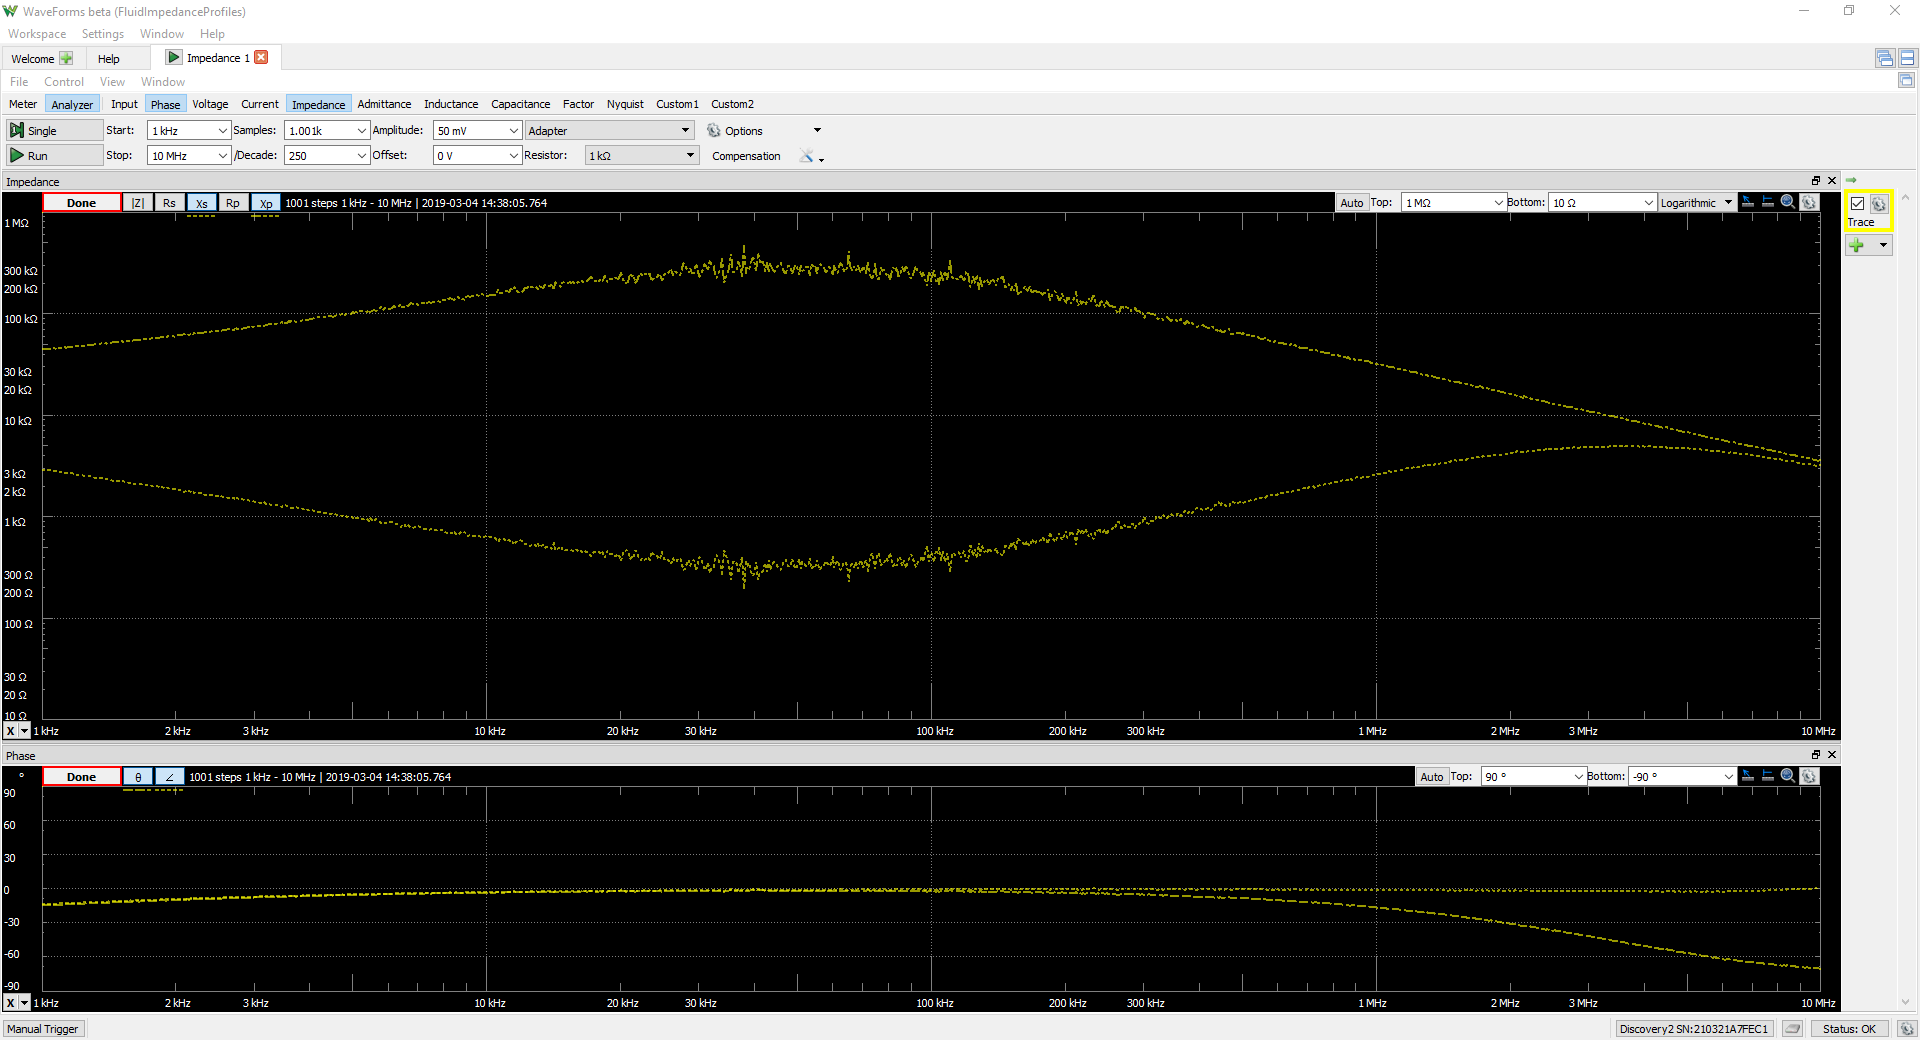 WaveForms beta (FluidImpedanceProfiles)
Workspace Settings Window Help
Welcome Help Impedance 1
File Control View Window
Meter Analyzer Input Phase Voltage Current Impedance Admittance Inductance Capacitance Factor Nyquist Custom1 Custom2
Single Start: 1 kHz Samples: 1.001k Amplitude: 50 mV Adapter Options
Run Stop: 10 MHz /Decade: 250 Offset: 0 V Resistor: 1 kΩ Compensation
Impedance
Done |Z| Rs Xs Rp Xp 1001 steps 1 kHz - 10 MHz | 2019-03-04 14:38:05.764 Auto Top: 1 MΩ Bottom: 10 Ω Logarithmic
Trace
1 MΩ
300 kΩ
200 kΩ
100 kΩ
30 kΩ
20 kΩ
10 kΩ
3 kΩ
2 kΩ
1 kΩ
300 Ω
200 Ω
100 Ω
30 Ω
20 Ω
10 Ω
X 1 kHz 2 kHz 3 kHz 10 kHz 20 kHz 30 kHz 100 kHz 200 kHz 300 kHz 1 MHz 2 MHz 3 MHz 10 MHz
Phase
° Done θ ∠ 1001 steps 1 kHz - 10 MHz | 2019-03-04 14:38:05.764 Auto Top: 90 ° Bottom: -90 °
90
60
30
0
-30
-60
-90
X 1 kHz 2 kHz 3 kHz 10 kHz 20 kHz 30 kHz 100 kHz 200 kHz 300 kHz 1 MHz 2 MHz 3 MHz 10 MHz
Manual Trigger Discovery2 SN:210321A7FEC1 Status: OK